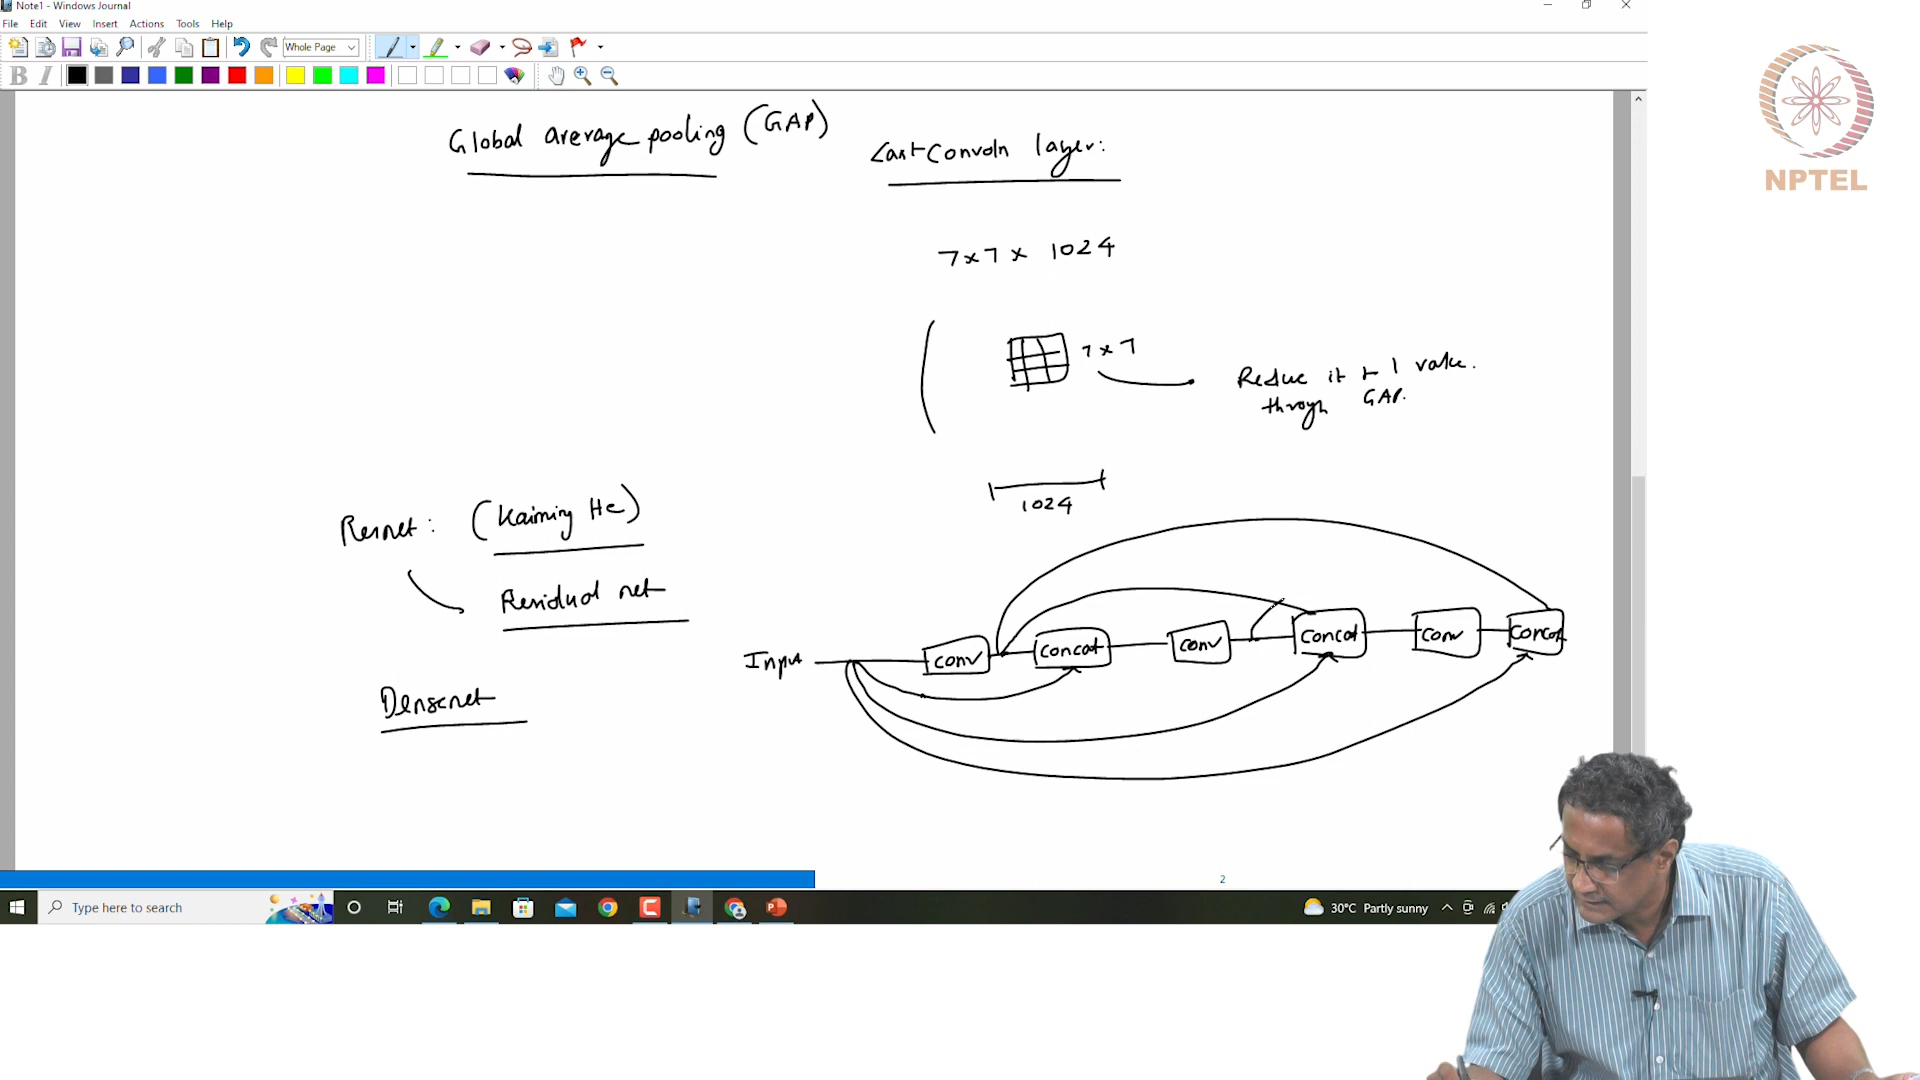 Note1 - Windows Journal
File Edit View Insert Actions Tools Help
Whole Page
B I
Global average pooling (GAP)
Last Convoln layer:
NPTEL
7x7 x 1024
7 x 7
Reduce it to 1 value.
through GAP.
1024
Resnet: (Kaiming He)
Residual net
Input conv concat conv concat conv concat
Densenet
2
Type here to search
30°C Partly sunny